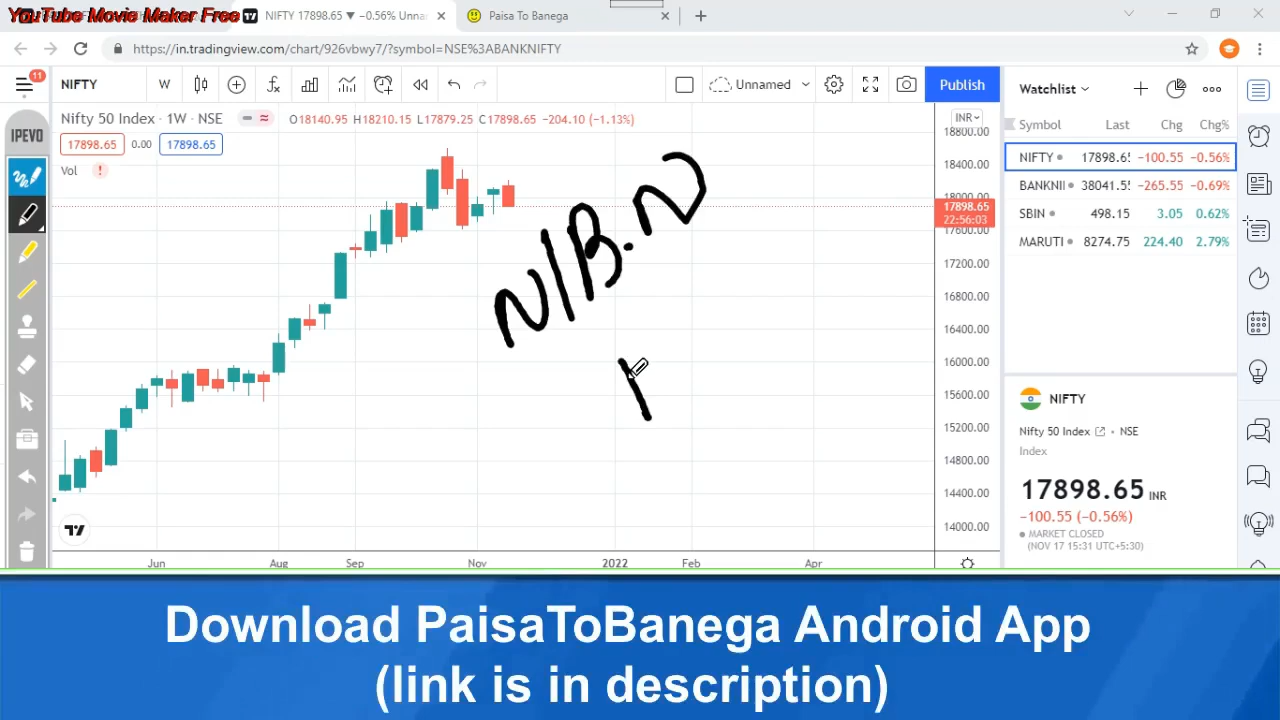 YouTube Movie Maker Free
NIFTY 17898.65 ▼ −0.56% Unna
Paisa To Banega
https://in.tradingview.com/chart/926vbwy7/?symbol=NSE%3ABANKNIFTY
11
NIFTY
W
Unnamed
Publish
Watchlist
IPEVO
Nifty 50 Index · 1W · NSE
O18140.95 H18210.15 L17879.25 C17898.65 −204.10 (−1.13%)
INR
17898.65 0.00 17898.65
Vol
Symbol Last Chg Chg%
NIFTY 17898.6 −100.55 −0.56%
BANKNI 38041.5 −265.55 −0.69%
SBIN 498.15 3.05 0.62%
MARUTI 8274.75 224.40 2.79%
18800.00
18400.00
18000.00
17898.65
22:56:03
17600.00
17200.00
16800.00
16400.00
16000.00
15600.00
15200.00
14800.00
14400.00
14000.00
N/B.N
NIFTY
Nifty 50 Index · NSE
Index
17898.65 INR
−100.55 (−0.56%)
MARKET CLOSED
(NOV 17 15:31 UTC+5:30)
Jun Aug Sep Nov 2022 Feb Apr
Download PaisaToBanega Android App
(link is in description)